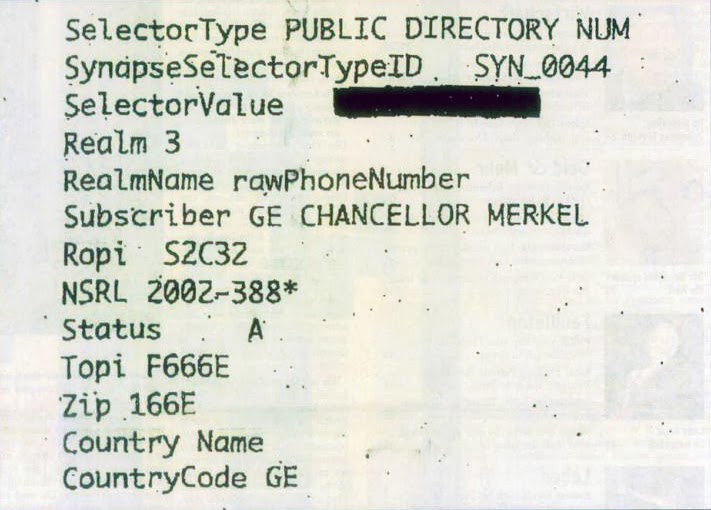 SelectorType PUBLIC DIRECTORY NUM
SynapseSelectorTypeID SYN_0044
SelectorValue
Realm 3
RealmName rawPhoneNumber
Subscriber GE CHANCELLOR MERKEL
Ropi S2C32
NSRL 2002-388*
Status A
Topi F666E
Zip 166E
Country Name
CountryCode GE